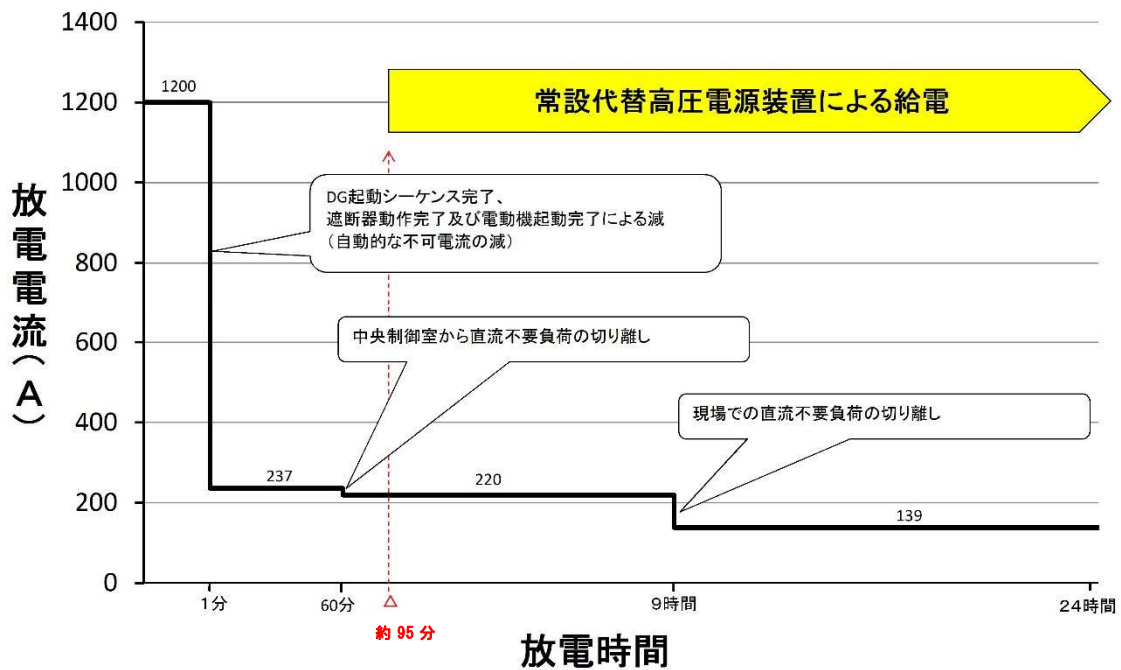 1400
1200
1000
800
600
400
200
0
放電電流(A)
1200
常設代替高圧電源装置による給電
DG起動シーケンス完了、
遮断器動作完了及び電動機起動完了による減
(自動的な不可電流の減)
中央制御室から直流不要負荷の切り離し
現場での直流不要負荷の切り離し
237
220
139
1分
60分
9時間
24時間
△
約 95 分
放電時間